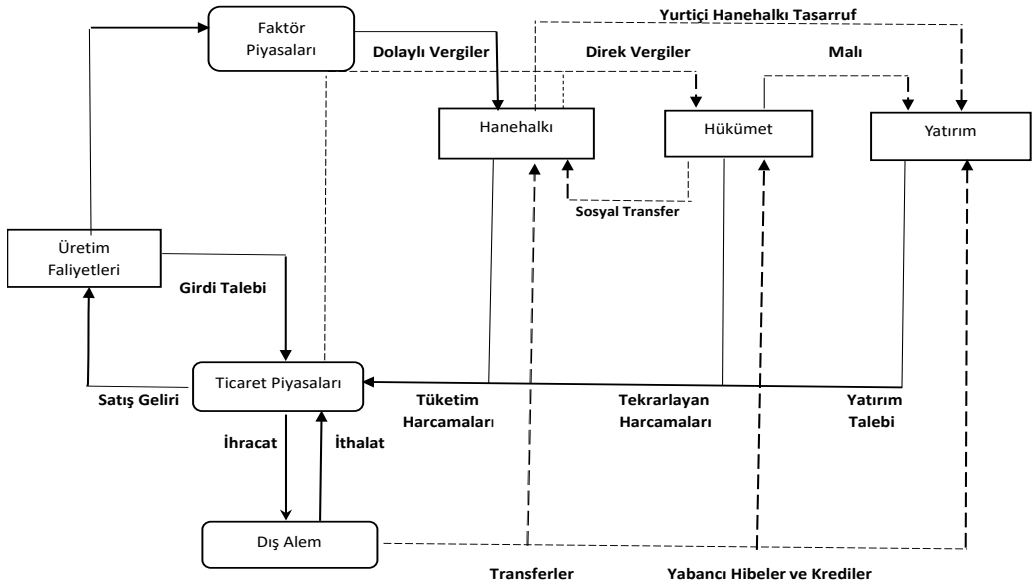 Yurtiçi Hanehalkı Tasarruf
Faktör
Piyasaları
Dolaylı Vergiler
Direk Vergiler
Malı
Hanehalkı
Hükümet
Yatırım
Sosyal Transfer
Üretim
Faliyetleri
Girdi Talebi
Ticaret Piyasaları
Satış Geliri
Tüketim
Harcamaları
Tekrarlayan
Harcamaları
Yatırım
Talebi
İhracat
İthalat
Dış Alem
Transferler
Yabancı Hibeler ve Krediler